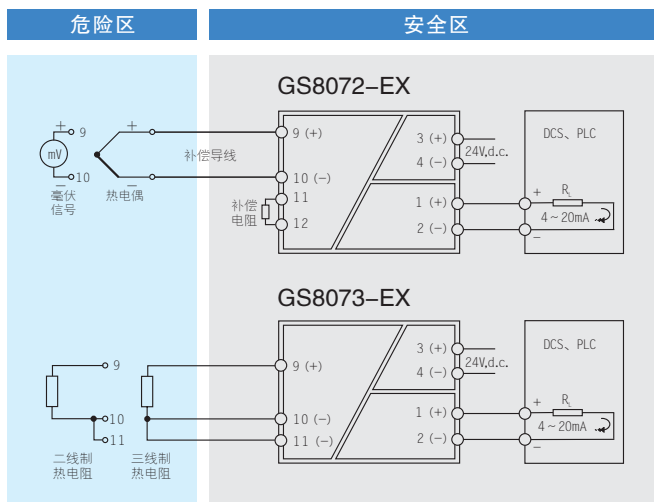 危险区
安全区
GS8072-EX
+ 9
mV
10
−
毫伏
信号
+
−
热电偶
补偿导线
9 (+)
10 (−)
11
12
补偿
电阻
3 (+)
4 (−)
24V.d.c.
1 (+)
2 (−)
DCS、PLC
+ RL
4～20mA
−
GS8073-EX
9
10
11
二线制
热电阻
三线制
热电阻
9 (+)
10 (−)
11 (−)
3 (+)
4 (−)
24V.d.c.
1 (+)
2 (−)
DCS、PLC
+ RL
4～20mA
−